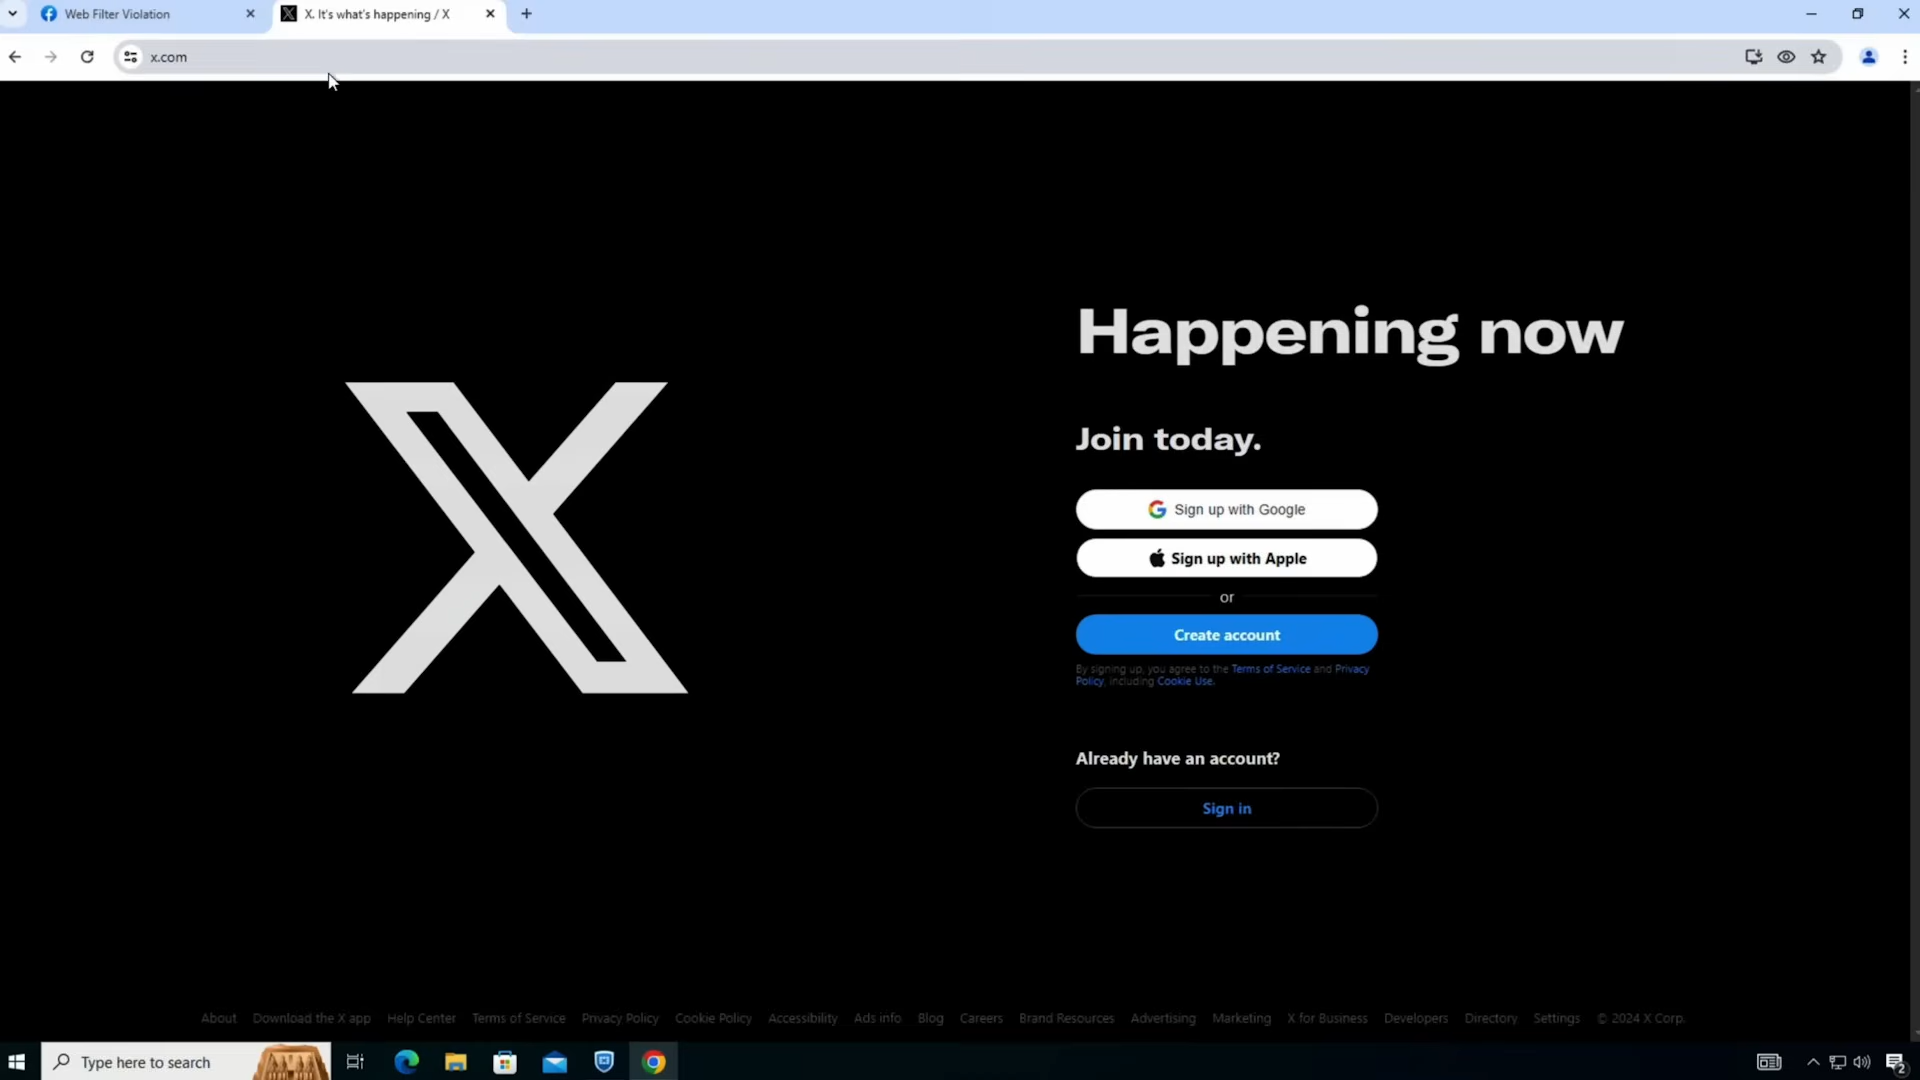 Web Filter Violation
X. It's what's happening / X
x.com
Happening now
Join today.
Sign up with Google
Sign up with Apple
or
Create account
By signing up, you agree to the Terms of Service and Privacy
Policy, including Cookie Use.
Already have an account?
Sign in
About Download the X app Help Center Terms of Service Privacy Policy Cookie Policy Accessibility Ads info Blog Careers Brand Resources Advertising Marketing X for Business Developers Directory Settings © 2024 X Corp.
Type here to search
2